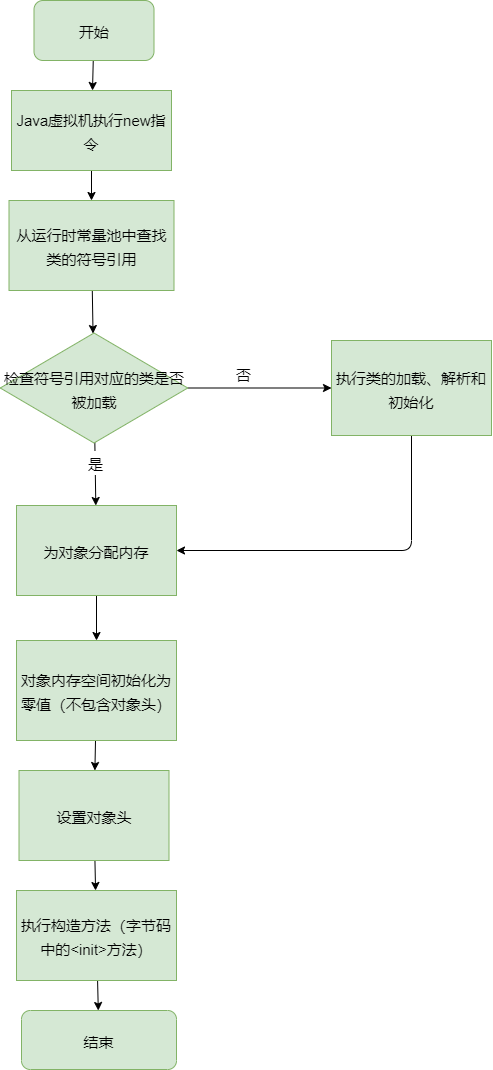 开始
Java虚拟机执行new指
令
从运行时常量池中查找
类的符号引用
检查符号引用对应的类是否
被加载
否
执行类的加载、解析和
初始化
是
为对象分配内存
对象内存空间初始化为
零值（不包含对象头）
设置对象头
执行构造方法（字节码
中的<init>方法）
结束